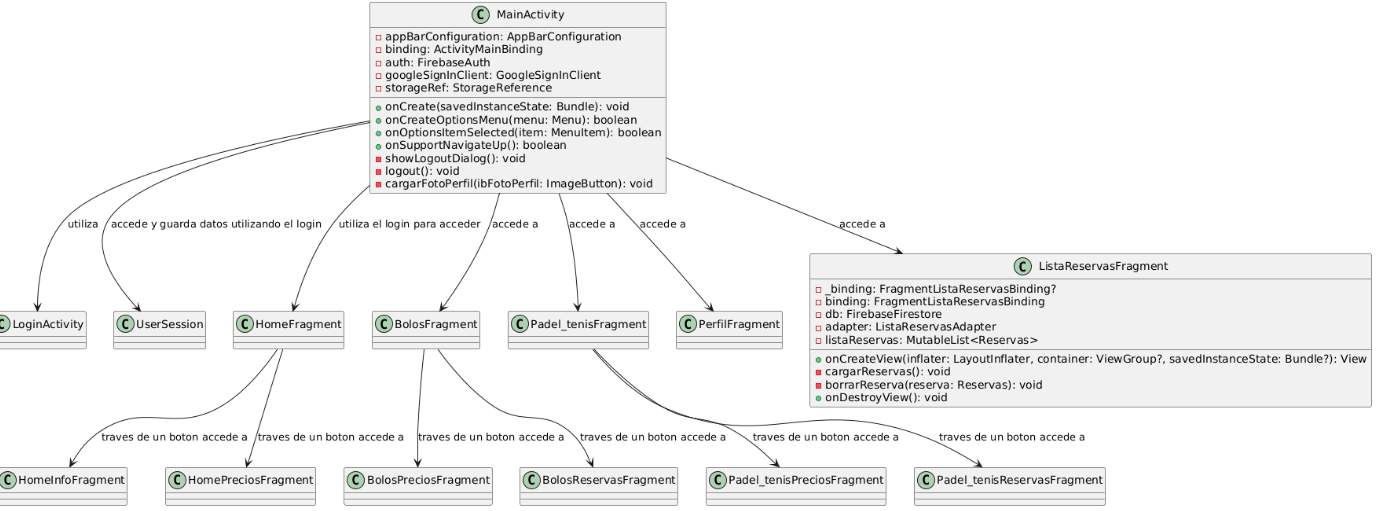 C MainActivity
appBarConfiguration: AppBarConfiguration
binding: ActivityMainBinding
auth: FirebaseAuth
googleSignInClient: GoogleSignInClient
storageRef: StorageReference
onCreate(savedInstanceState: Bundle): void
onCreateOptionsMenu(menu: Menu): boolean
onOptionsItemSelected(item: MenuItem): boolean
onSupportNavigateUp(): boolean
showLogoutDialog(): void
logout(): void
cargarFotoPerfil(ibFotoPerfil: ImageButton): void
utiliza
accede y guarda datos utilizando el login
utiliza el login para acceder
accede a
accede a
accede a
accede a
C LoginActivity
C UserSession
C HomeFragment
C BolosFragment
C Padel_tenisFragment
C PerfilFragment
C ListaReservasFragment
_binding: FragmentListaReservasBinding?
binding: FragmentListaReservasBinding
db: FirebaseFirestore
adapter: ListaReservasAdapter
listaReservas: MutableList<Reservas>
onCreateView(inflater: LayoutInflater, container: ViewGroup?, savedInstanceState: Bundle?): View
cargarReservas(): void
borrarReserva(reserva: Reservas): void
onDestroyView(): void
traves de un boton accede a
traves de un boton accede a
traves de un boton accede a
traves de un boton accede a
traves de un boton accede a
traves de un boton accede a
C HomeInfoFragment
C HomePreciosFragment
C BolosPreciosFragment
C BolosReservasFragment
C Padel_tenisPreciosFragment
C Padel_tenisReservasFragment